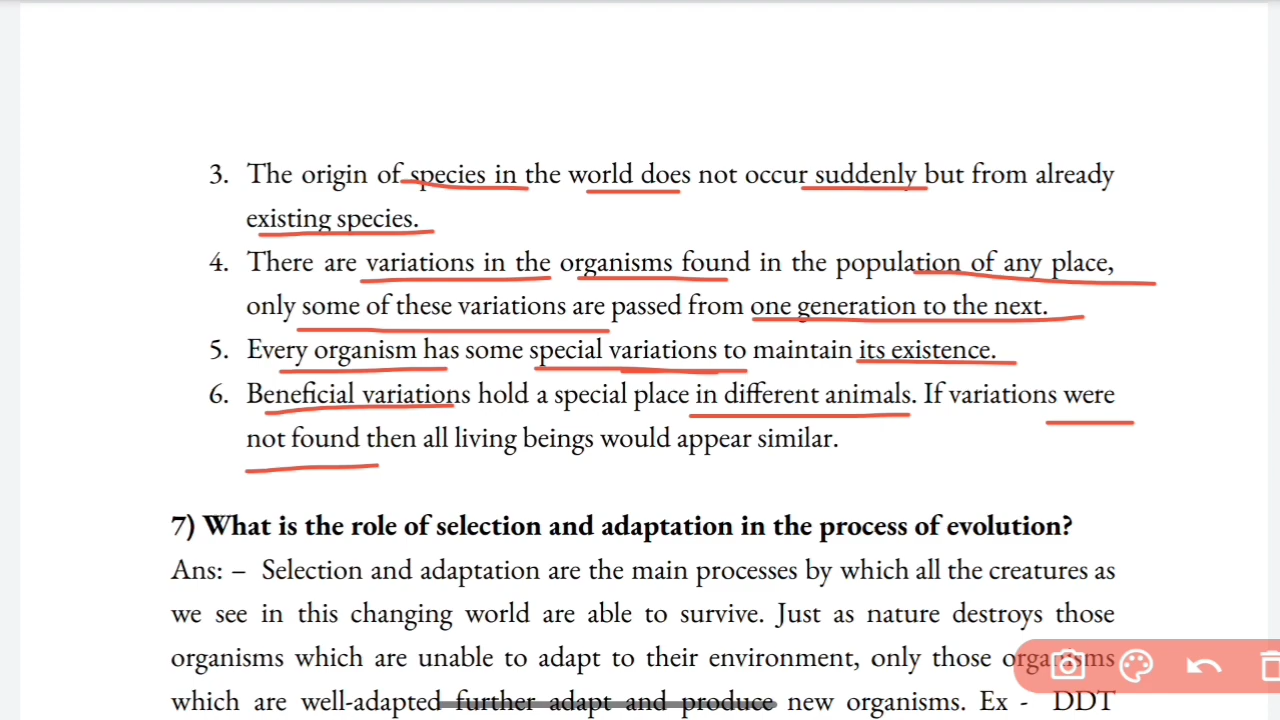 3. The origin of species in the world does not occur suddenly but from already
existing species.
4. There are variations in the organisms found in the population of any place,
only some of these variations are passed from one generation to the next.
5. Every organism has some special variations to maintain its existence.
6. Beneficial variations hold a special place in different animals. If variations were
not found then all living beings would appear similar.
7) What is the role of selection and adaptation in the process of evolution?
Ans: – Selection and adaptation are the main processes by which all the creatures as
we see in this changing world are able to survive. Just as nature destroys those
organisms which are unable to adapt to their environment, only those organisms
which are well-adapted further adapt and produce new organisms. Ex - DDT